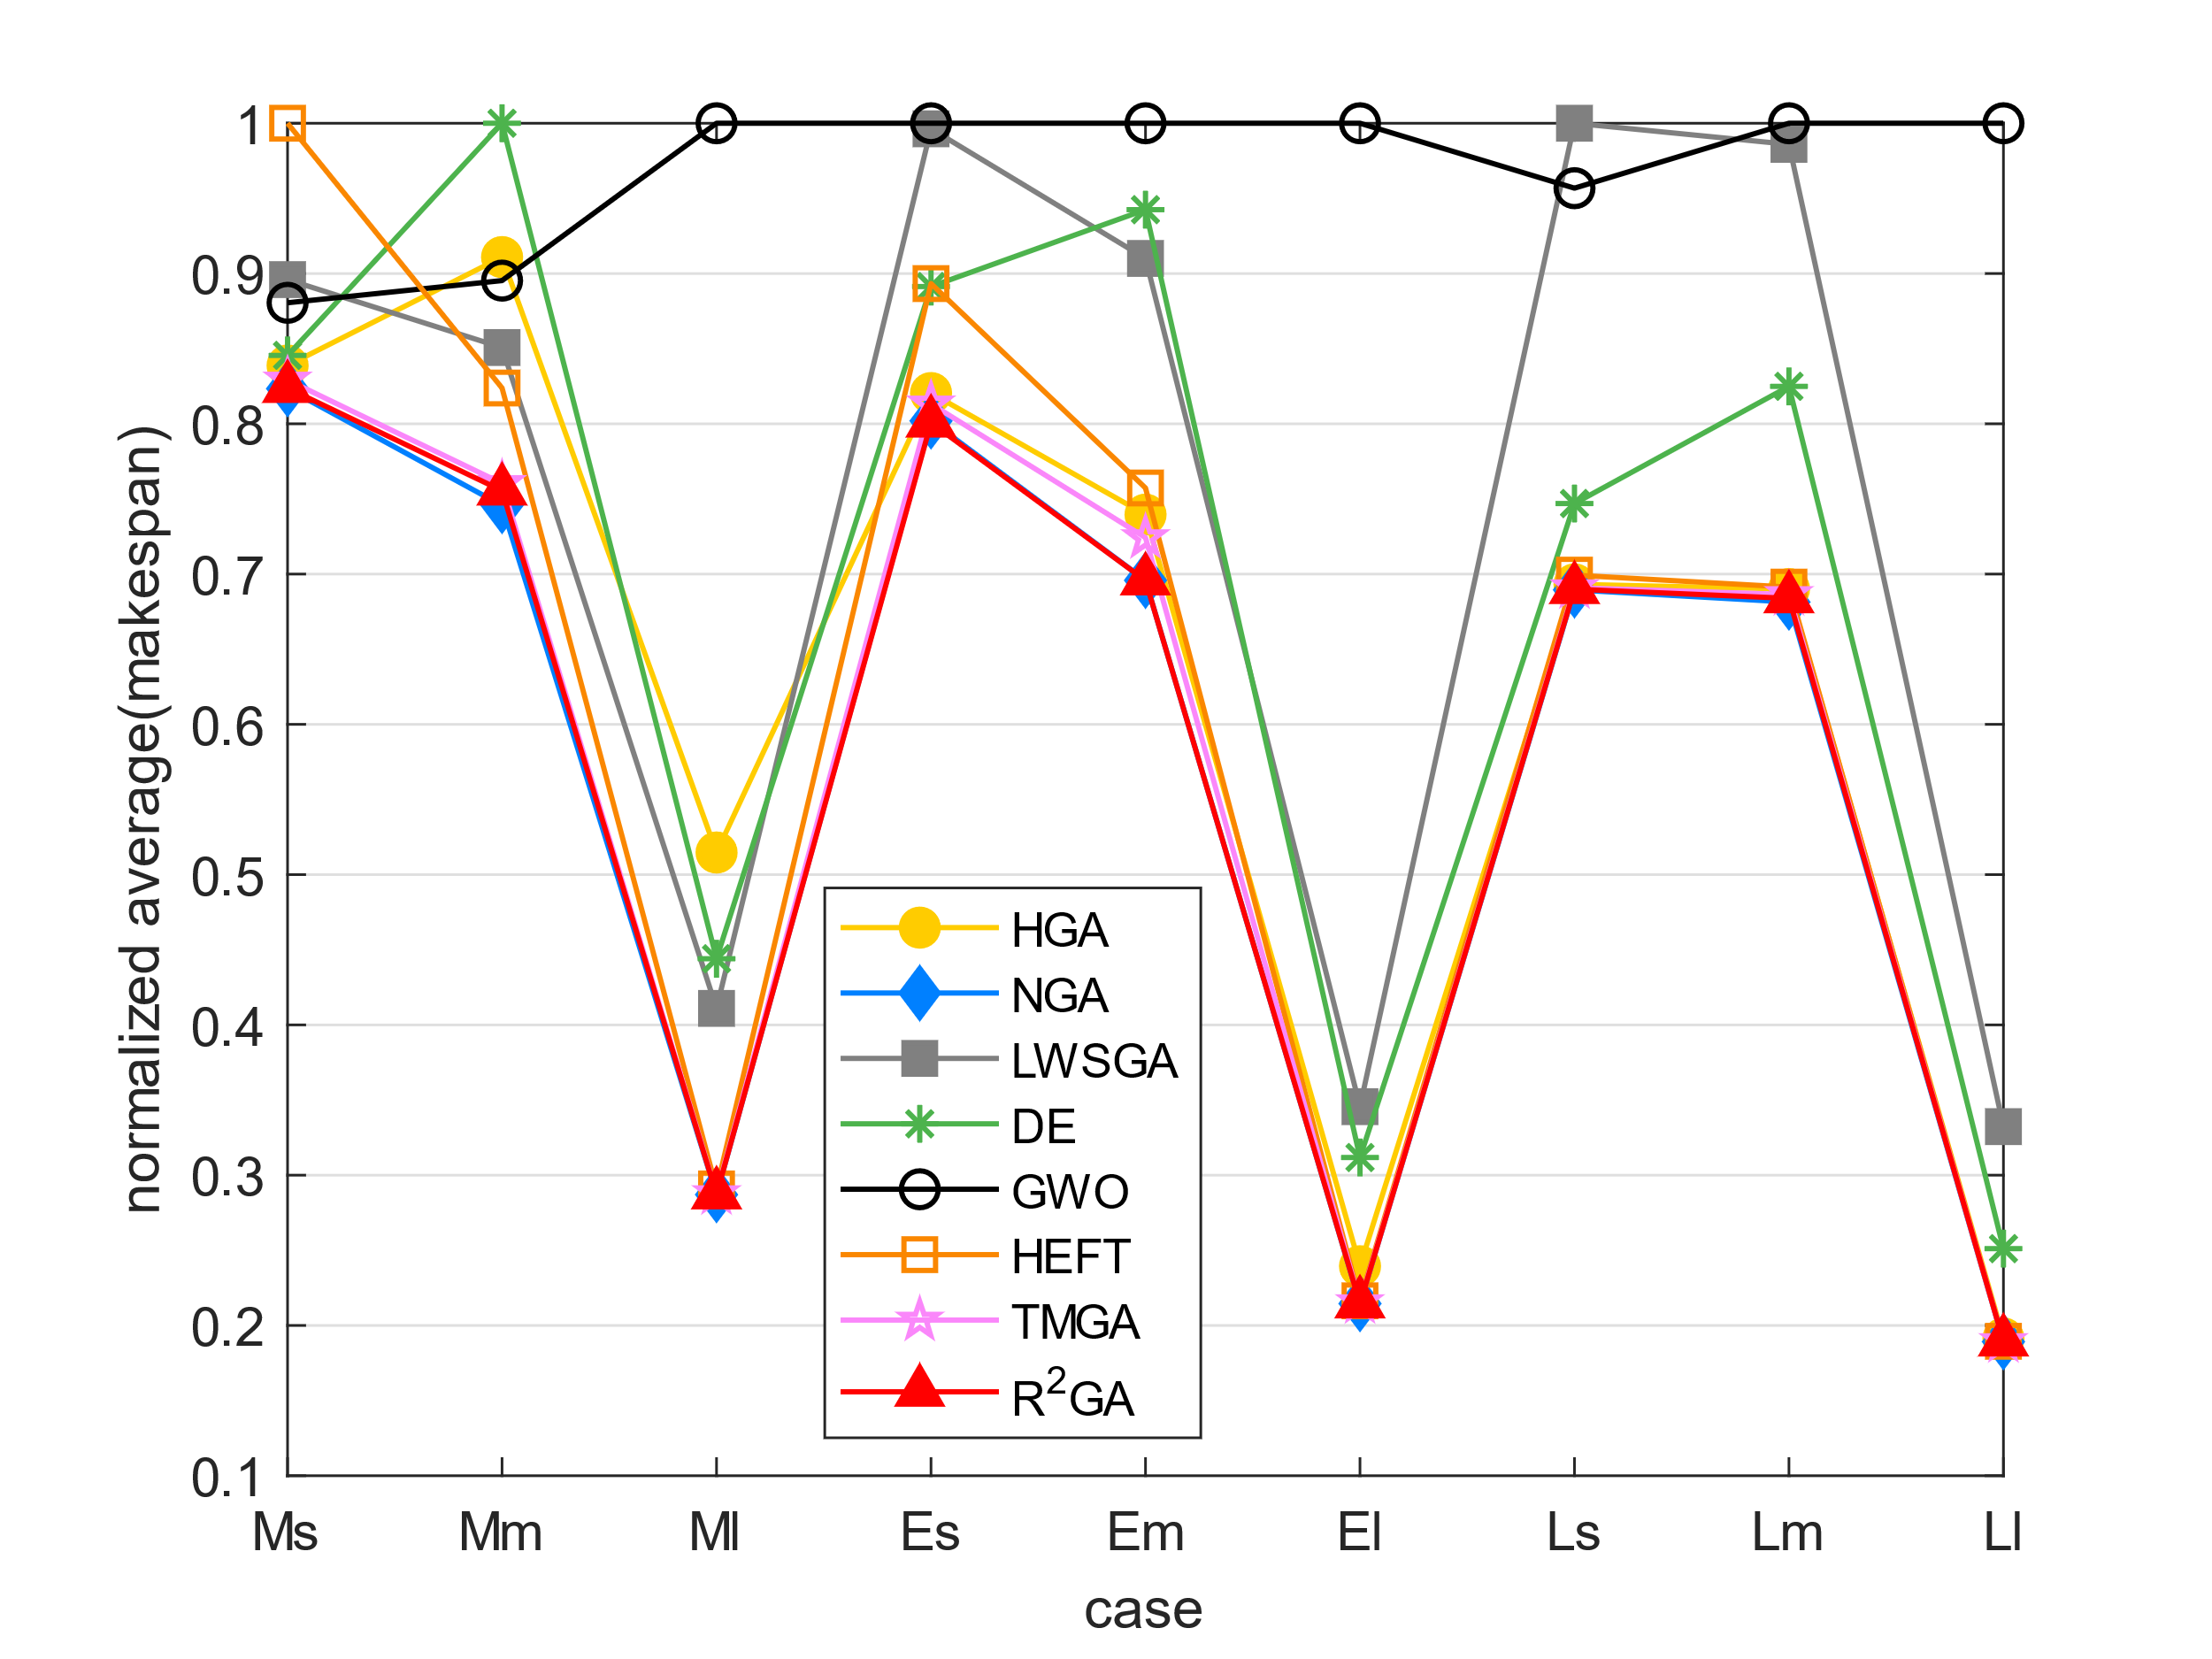 normalized average(makespan)
1
0.9
0.8
0.7
0.6
0.5
0.4
0.3
0.2
0.1
HGA
NGA
LWSGA
DE
GWO
HEFT
TMGA
R²GA
Ms Mm Ml Es Em El Ls Lm Ll
case